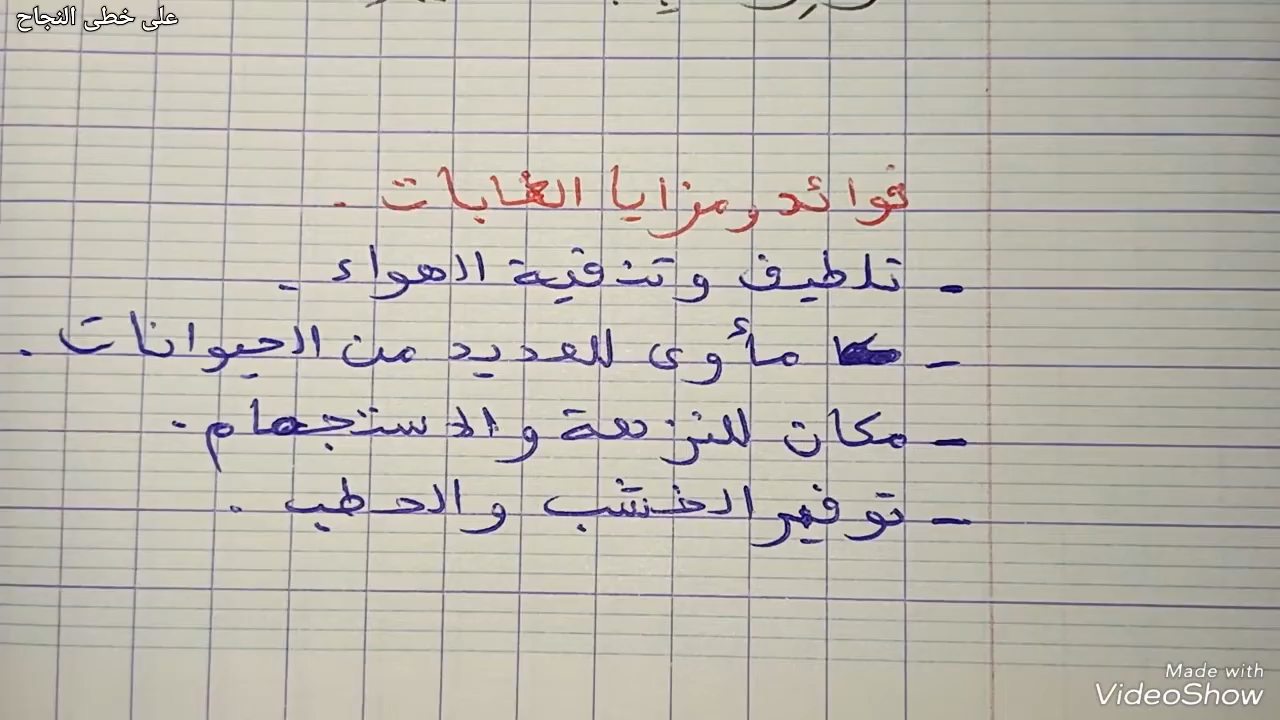 على خطى النجاح
فوائد ومزايا الغابات .
- تلطيف وتنقية الهواء .
- مأوى للعديد من الحيوانات .
- مكان للنزهة والاستجمام .
- توفير الخشب والحطب .
Made with
VideoShow